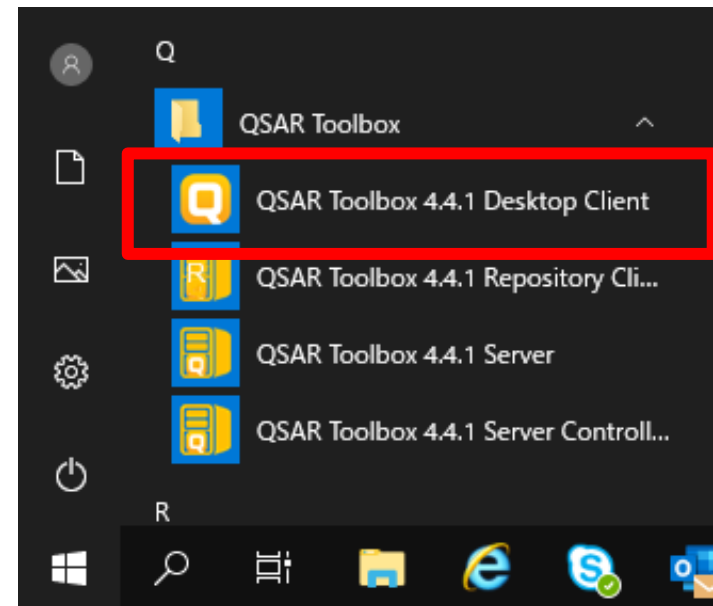 Q
QSAR Toolbox
QSAR Toolbox 4.4.1 Desktop Client
QSAR Toolbox 4.4.1 Repository Cli...
QSAR Toolbox 4.4.1 Server
QSAR Toolbox 4.4.1 Server Controll...
R